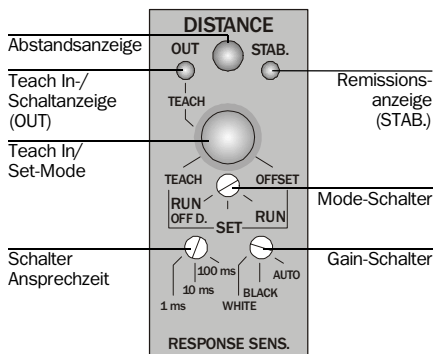 DISTANCE
Abstandsanzeige
OUT
STAB.
Teach In-/
Schaltanzeige
(OUT)
Remissions-
anzeige
(STAB.)
TEACH
Teach In/
Set-Mode
TEACH
OFFSET
RUN
OFF D.
RUN
Mode-Schalter
SET
Schalter
Ansprechzeit
Gain-Schalter
100 ms
10 ms
1 ms
AUTO
BLACK
WHITE
RESPONSE SENS.